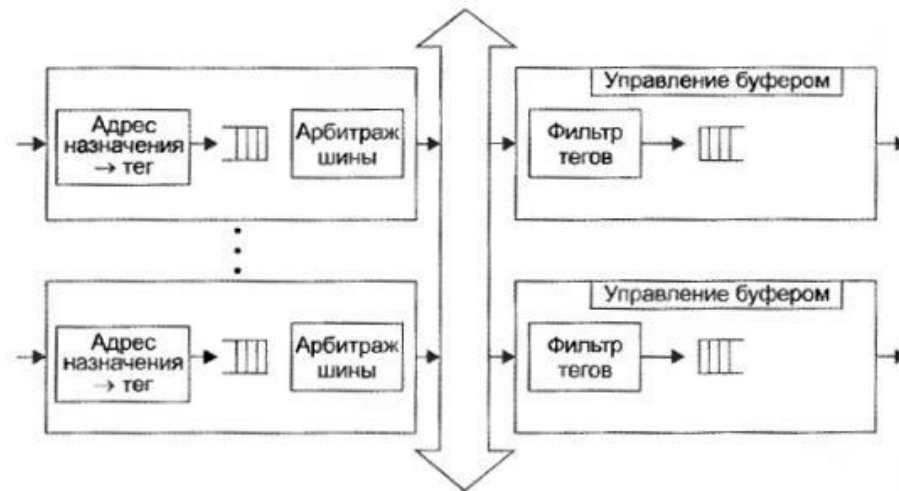 Управление буфером
Адрес
назначения
→ тег
Арбитраж
шины
Фильтр
тегов
Управление буфером
Адрес
назначения
→ тег
Арбитраж
шины
Фильтр
тегов